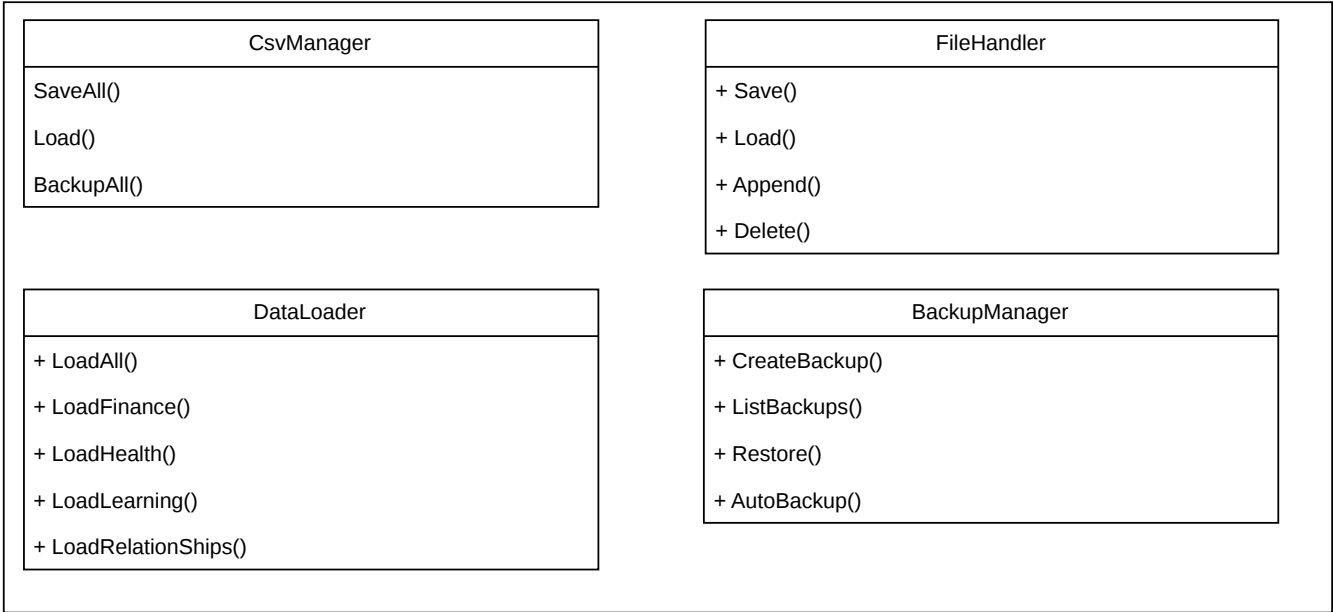 CsvManager
SaveAll()
Load()
BackupAll()
FileHandler
+ Save()
+ Load()
+ Append()
+ Delete()
DataLoader
+ LoadAll()
+ LoadFinance()
+ LoadHealth()
+ LoadLearning()
+ LoadRelationShips()
BackupManager
+ CreateBackup()
+ ListBackups()
+ Restore()
+ AutoBackup()